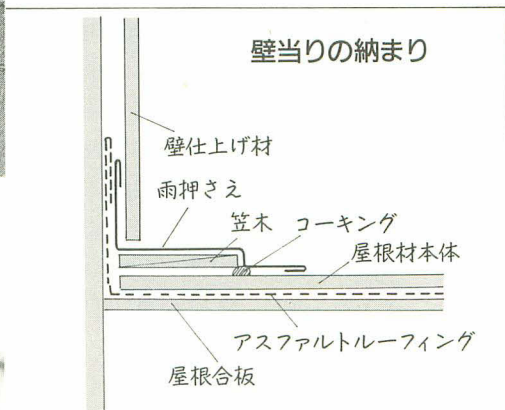 壁当りの納まり
壁仕上げ材
雨押さえ
笠木
コーキング
屋根材本体
アスファルトルーフィング
屋根合板